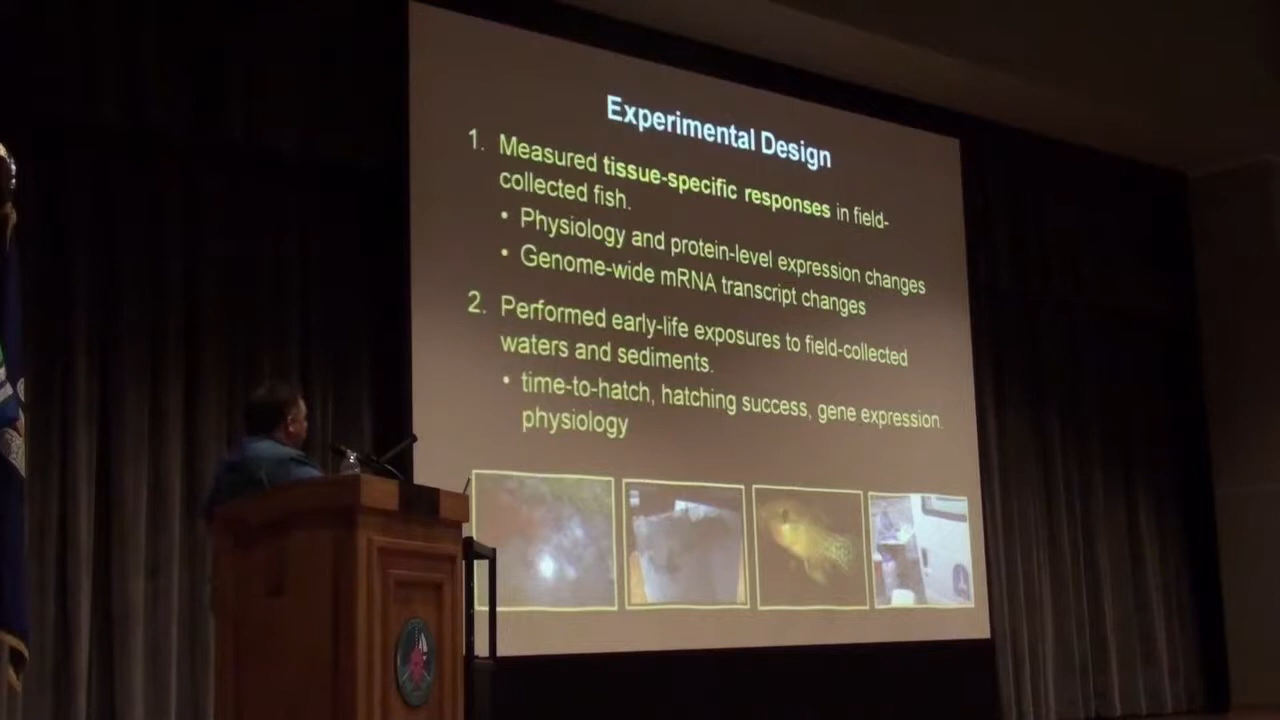 Experimental Design
1. Measured tissue-specific responses in field-
collected fish.
• Physiology and protein-level expression changes
• Genome-wide mRNA transcript changes
2. Performed early-life exposures to field-collected
waters and sediments.
• time-to-hatch, hatching success, gene expression,
physiology